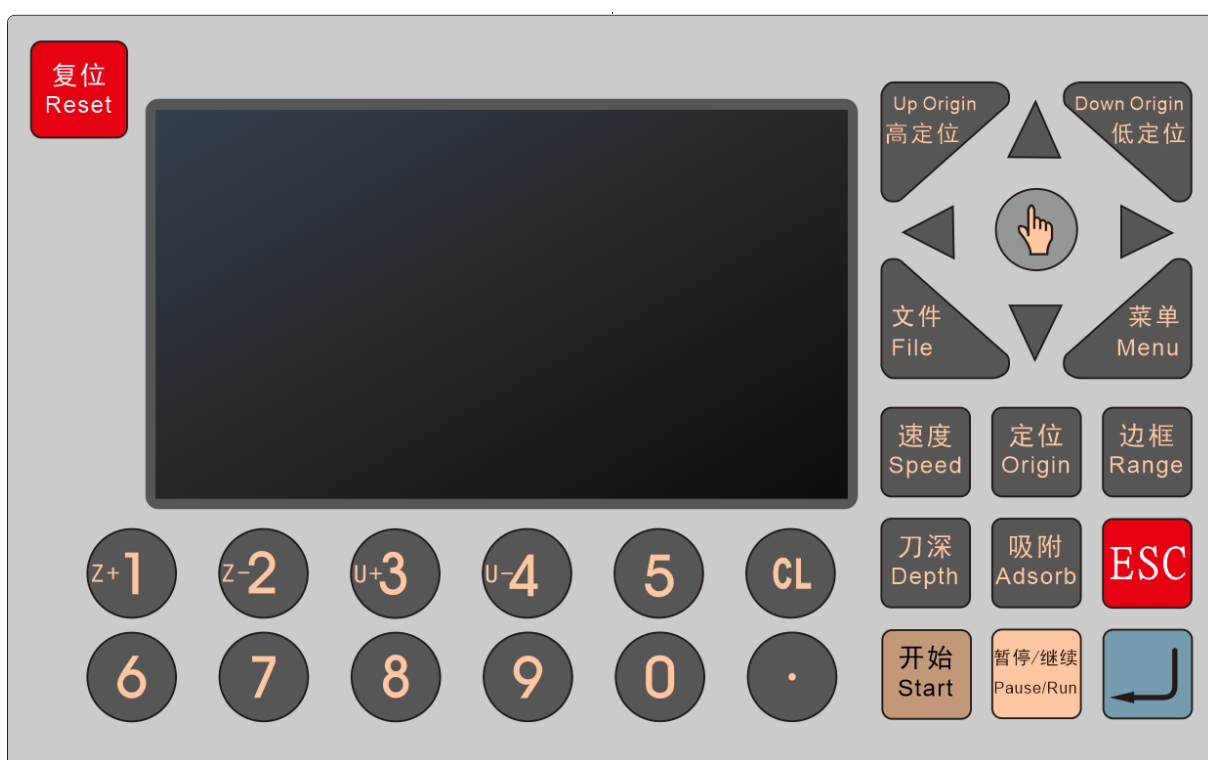 复位
Reset
Up Origin
高定位
Down Origin
低定位
文件
File
菜单
Menu
速度
Speed
定位
Origin
边框
Range
刀深
Depth
吸附
Adsorb
ESC
Z+1
Z-2
U+3
U-4
5
CL
6
7
8
9
0
.
开始
Start
暂停/继续
Pause/Run